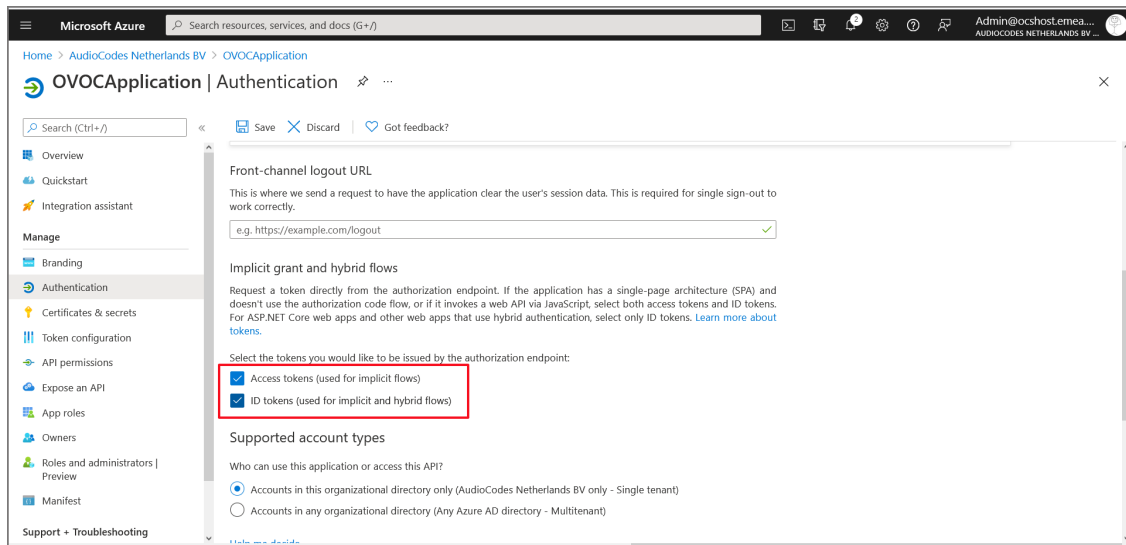 Microsoft Azure
Search resources, services, and docs (G+/)
2
Admin@ocshost.emea....
AUDIOCODES NETHERLANDS BV ...
Home > AudioCodes Netherlands BV > OVOCApplication
OVOCApplication | Authentication
Search (Ctrl+/)
Save
Discard
Got feedback?
Overview
Quickstart
Integration assistant
Manage
Branding
Authentication
Certificates & secrets
Token configuration
API permissions
Expose an API
App roles
Owners
Roles and administrators |
Preview
Manifest
Support + Troubleshooting
Front-channel logout URL
This is where we send a request to have the application clear the user's session data. This is required for single sign-out to
work correctly.
e.g. https://example.com/logout
Implicit grant and hybrid flows
Request a token directly from the authorization endpoint. If the application has a single-page architecture (SPA) and
doesn't use the authorization code flow, or if it invokes a web API via JavaScript, select both access tokens and ID tokens.
For ASP.NET Core web apps and other web apps that use hybrid authentication, select only ID tokens. Learn more about
tokens.
Select the tokens you would like to be issued by the authorization endpoint:
Access tokens (used for implicit flows)
ID tokens (used for implicit and hybrid flows)
Supported account types
Who can use this application or access this API?
Accounts in this organizational directory only (AudioCodes Netherlands BV only - Single tenant)
Accounts in any organizational directory (Any Azure AD directory - Multitenant)
Help me decide